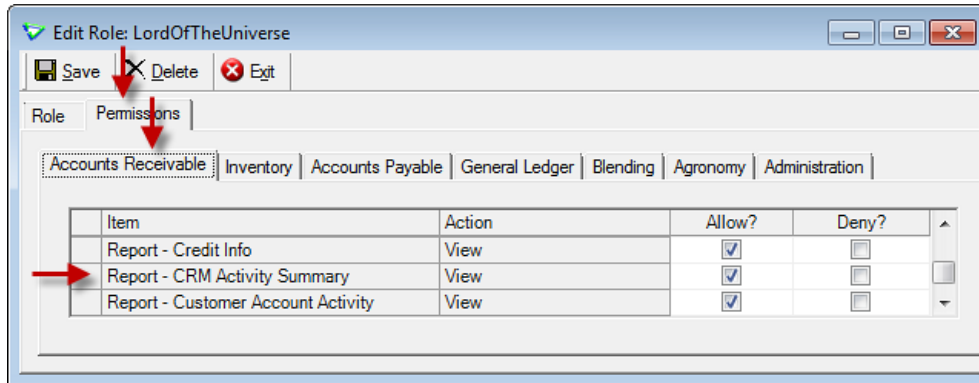 Edit Role: LordOfTheUniverse
Save Delete Exit
Role Permissions
Accounts Receivable Inventory Accounts Payable General Ledger Blending Agronomy Administration
Item Action Allow? Deny?
Report - Credit Info View
Report - CRM Activity Summary View
Report - Customer Account Activity View